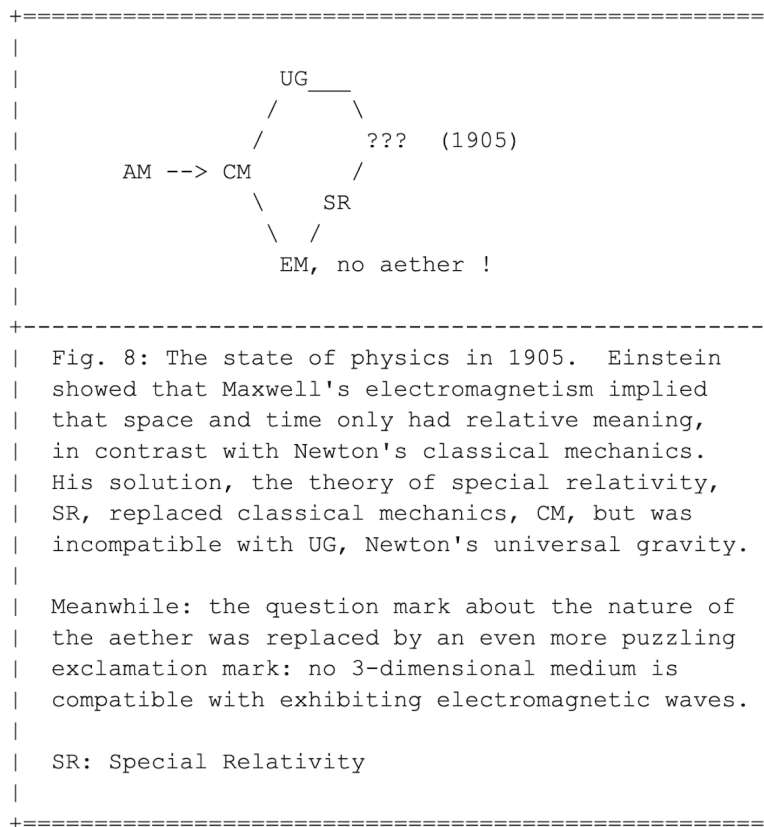 +==============================================
|
|                UG___
|               /     \
|              /      ???  (1905)
|      AM --> CM      /
|              \    SR
|               \  /
|                EM, no aether !
|
+----------------------------------------------
|  Fig. 8: The state of physics in 1905.  Einstein
|  showed that Maxwell's electromagnetism implied
|  that space and time only had relative meaning,
|  in contrast with Newton's classical mechanics.
|  His solution, the theory of special relativity,
|  SR, replaced classical mechanics, CM, but was
|  incompatible with UG, Newton's universal gravity.
|
|  Meanwhile: the question mark about the nature of
|  the aether was replaced by an even more puzzling
|  exclamation mark: no 3-dimensional medium is
|  compatible with exhibiting electromagnetic waves.
|
|  SR: Special Relativity
|
+==============================================